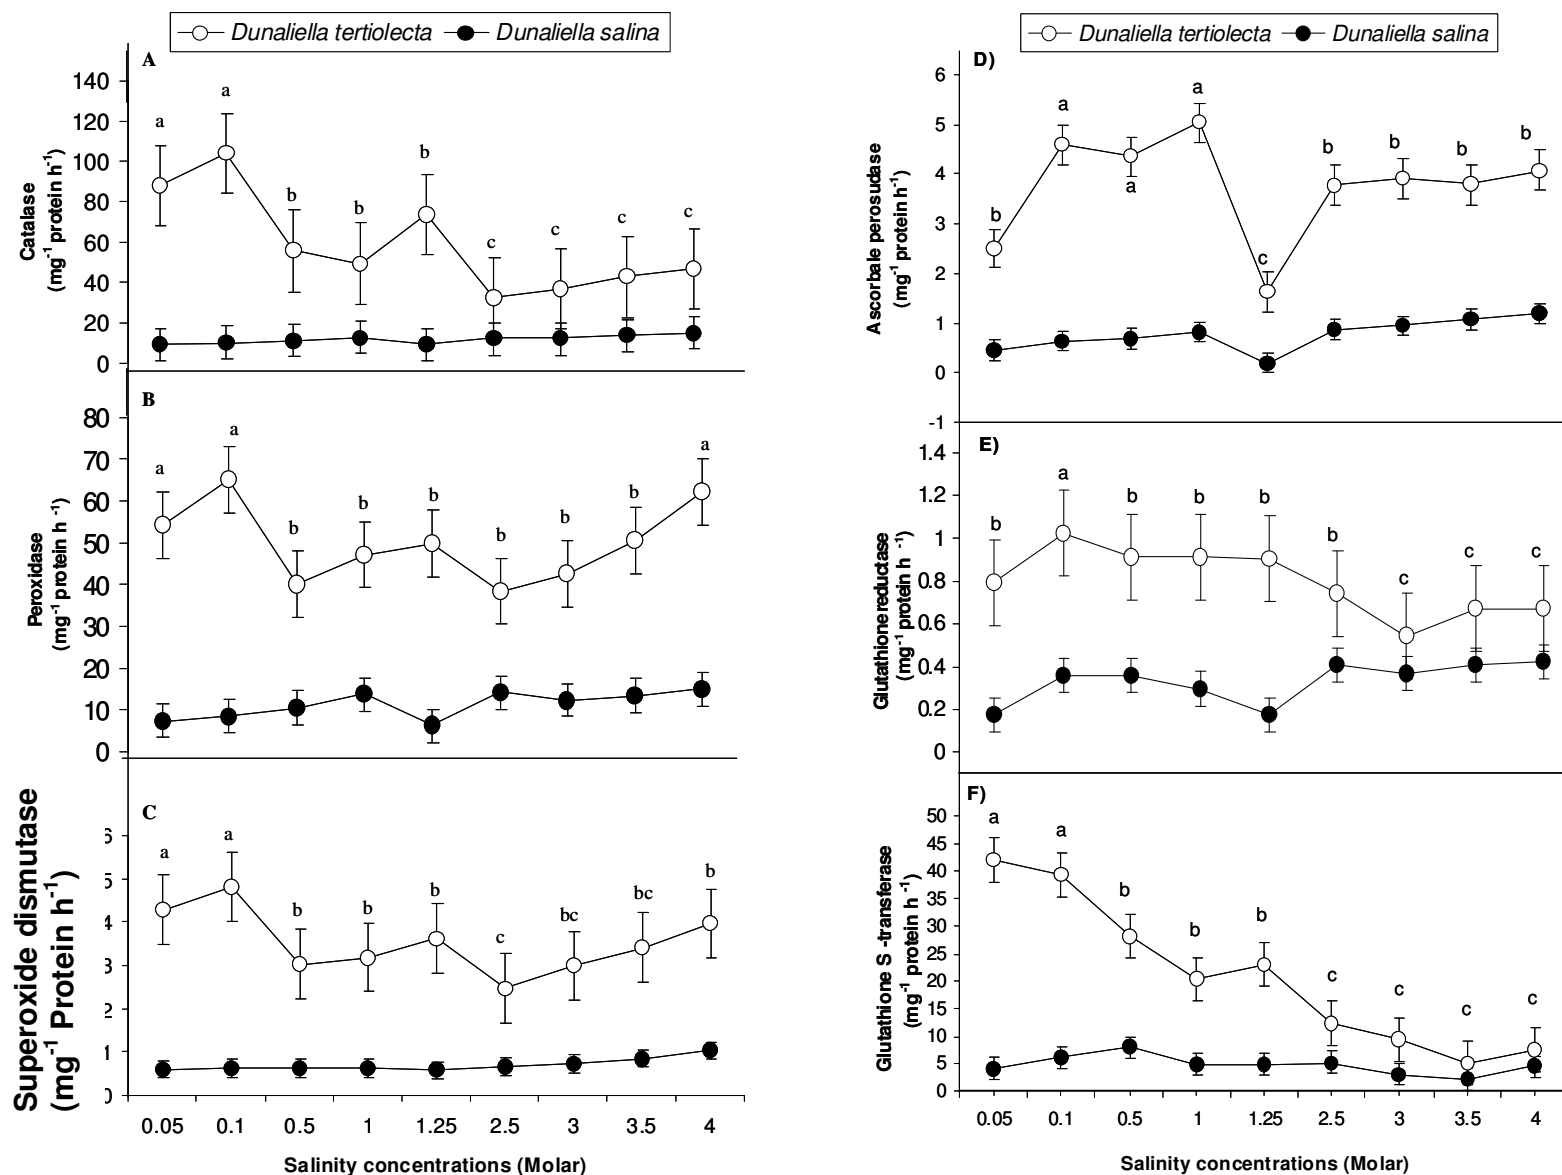 Dunaliella tertiolecta Dunaliella salina
A
140
120
100
80
60
40
20
0
Catalase
(mg-1 protein h-1)
a a b b b c c c c
B
80
70
60
50
40
30
20
10
0
Peroxidase
(mg-1 protein h -1)
a a b b b b b b a
C
5
4
3
2
1
Superoxide dismutase
(mg-1 Protein h-1)
a a b b b c bc bc b
0.05 0.1 0.5 1 1.25 2.5 3 3.5 4
Salinity concentrations (Molar)
Dunaliella tertiolecta Dunaliella salina
D)
6
5
4
3
2
1
0
-1
Ascorbale perosudase
(mg-1 protein h-1)
b a a a c b b b b
E)
1.4
1.2
1
0.8
0.6
0.4
0.2
0
Glutathione reductase
(mg-1 protein h -1)
b a b b b b c c c
F)
50
45
40
35
30
25
20
15
10
5
0
Glutathione S -transferase
(mg-1 protein h-1)
a a b b b c c c c
0.05 0.1 0.5 1 1.25 2.5 3 3.5 4
Salinity concentrations (Molar)